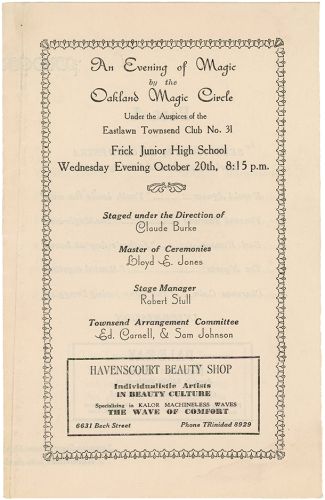 An Evening of Magic
by the
Oakland Magic Circle
Under the Auspices of the
Eastlawn Townsend Club No. 31
Frick Junior High School
Wednesday Evening October 20th, 8:15 p.m.
Staged under the Direction of
Claude Burke
Master of Ceremonies
Lloyd E. Jones
Stage Manager
Robert Stull
Townsend Arrangement Committee
Ed. Carnell, & Sam Johnson
HAVENSCOURT BEAUTY SHOP
Individualistic Artists
IN BEAUTY CULTURE
Specializing in KALOR MACHINELESS WAVES
THE WAVE OF COMFORT
6631 Beck Street Phone TRinidad 8929